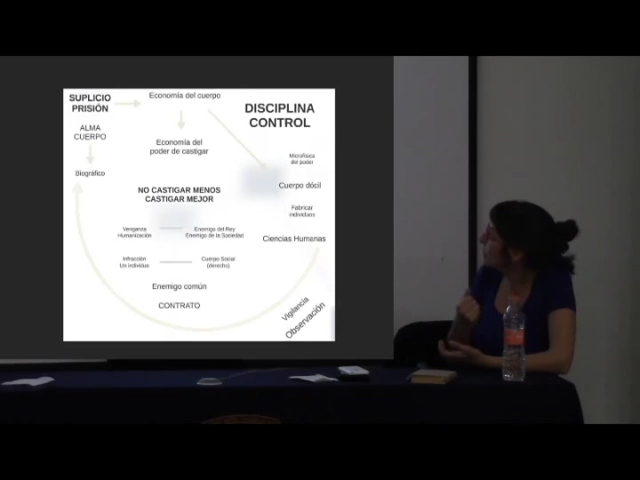 SUPLICIO
PRISIÓN
Economía del cuerpo
DISCIPLINA
CONTROL
ALMA
CUERPO
Economía del
poder de castigar
Microfísica
del poder
Biográfico
Cuerpo dócil
NO CASTIGAR MENOS
CASTIGAR MEJOR
Fabricar
individuos
Venganza
Humanización
Enemigo del Rey
Enemigo de la Sociedad
Ciencias Humanas
Infracción
Un individuo
Cuerpo Social
(derecho)
Enemigo común
CONTRATO
Vigilancia
Observación